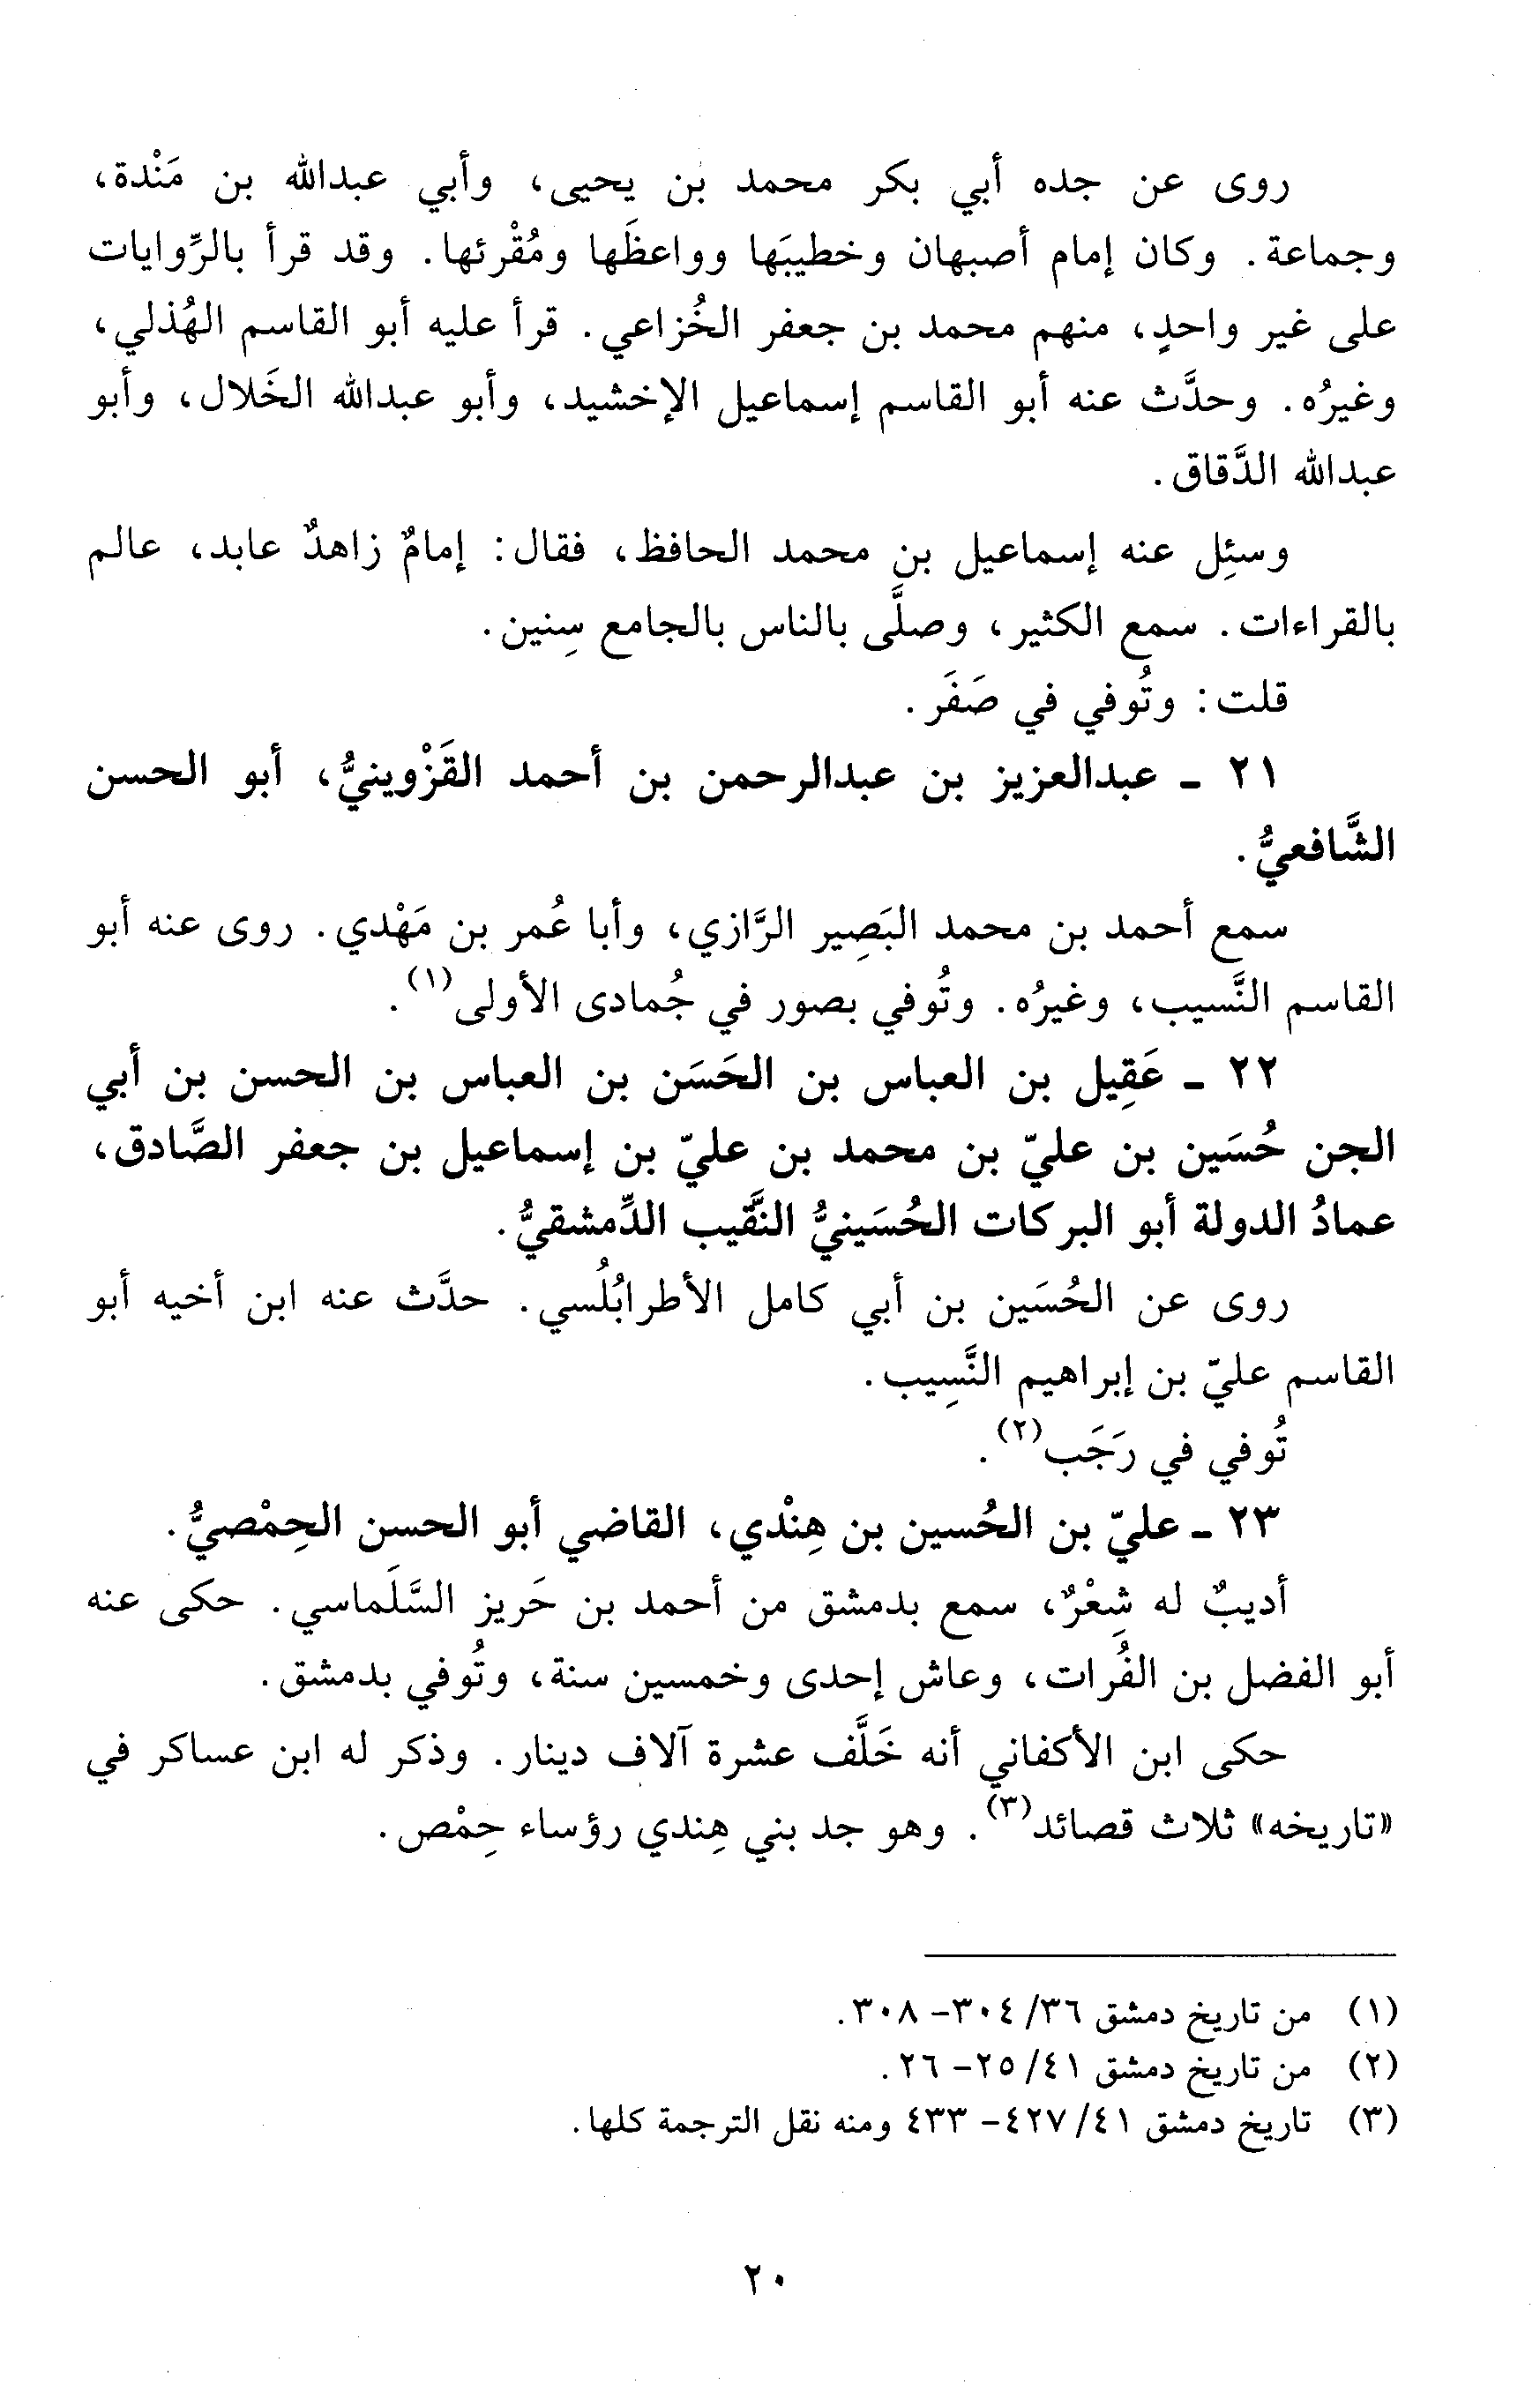 روى عن جده أبي بكر محمد بن يحيى، وأبي عبدالله بن مَنْدة،
وجماعة. وكان إمام أصبهان وخطيبَها وواعظَها ومُقْرئها. وقد قرأ بالرِّوايات
على غير واحدٍ، منهم محمد بن جعفر الخُزاعي. قرأ عليه أبو القاسم الهُذلي،
وغيرُه. وحدَّث عنه أبو القاسم إسماعيل الإخشيد، وأبو عبدالله الخَلال، وأبو
عبدالله الدَّقاق.
وسئِل عنه إسماعيل بن محمد الحافظ، فقال: إمامٌ زاهدٌ عابد، عالم
بالقراءات. سمع الكثير، وصلَّى بالناس بالجامع سِنين.
قلت: وتُوفي في صَفَر.
٢١ ـ عبدالعزيز بن عبدالرحمن بن أحمد القَزْوينيُّ، أبو الحسن
الشَّافعيُّ.
سمع أحمد بن محمد البَصِير الرَّازي، وأبا عُمر بن مَهْدي. روى عنه أبو
القاسم النَّسيب، وغيرُه. وتُوفي بصور في جُمادى الأولى(١).
٢٢ ـ عَقِيل بن العباس بن الحَسَن بن العباس بن الحسن بن أبي
الجن حُسَين بن عليّ بن محمد بن عليّ بن إسماعيل بن جعفر الصَّادق،
عمادُ الدولة أبو البركات الحُسَينيُّ النَّقيب الدِّمشقيُّ.
روى عن الحُسَين بن أبي كامل الأطرابُلُسي. حدَّث عنه ابن أخيه أبو
القاسم عليّ بن إبراهيم النَّسِيب.
تُوفي في رَجَب(٢).
٢٣ ـ عليّ بن الحُسين بن هِنْدي، القاضي أبو الحسن الحِمْصيُّ.
أديبٌ له شِعْرٌ، سمع بدمشق من أحمد بن حَريز السَّلَماسي. حكى عنه
أبو الفضل بن الفُرات، وعاش إحدى وخمسين سنة، وتُوفي بدمشق.
حكى ابن الأكفاني أنه خَلَّف عشرة آلاف دينار. وذكر له ابن عساكر في
«تاريخه» ثلاث قصائد(٣). وهو جد بني هِندي رؤساء حِمْص.
(١) من تاريخ دمشق ٣٦/ ٣٠٤- ٣٠٨.
(٢) من تاريخ دمشق ٤١/ ٢٥- ٢٦.
(٣) تاريخ دمشق ٤١/ ٤٢٧- ٤٣٣ ومنه نقل الترجمة كلها.
٢٠